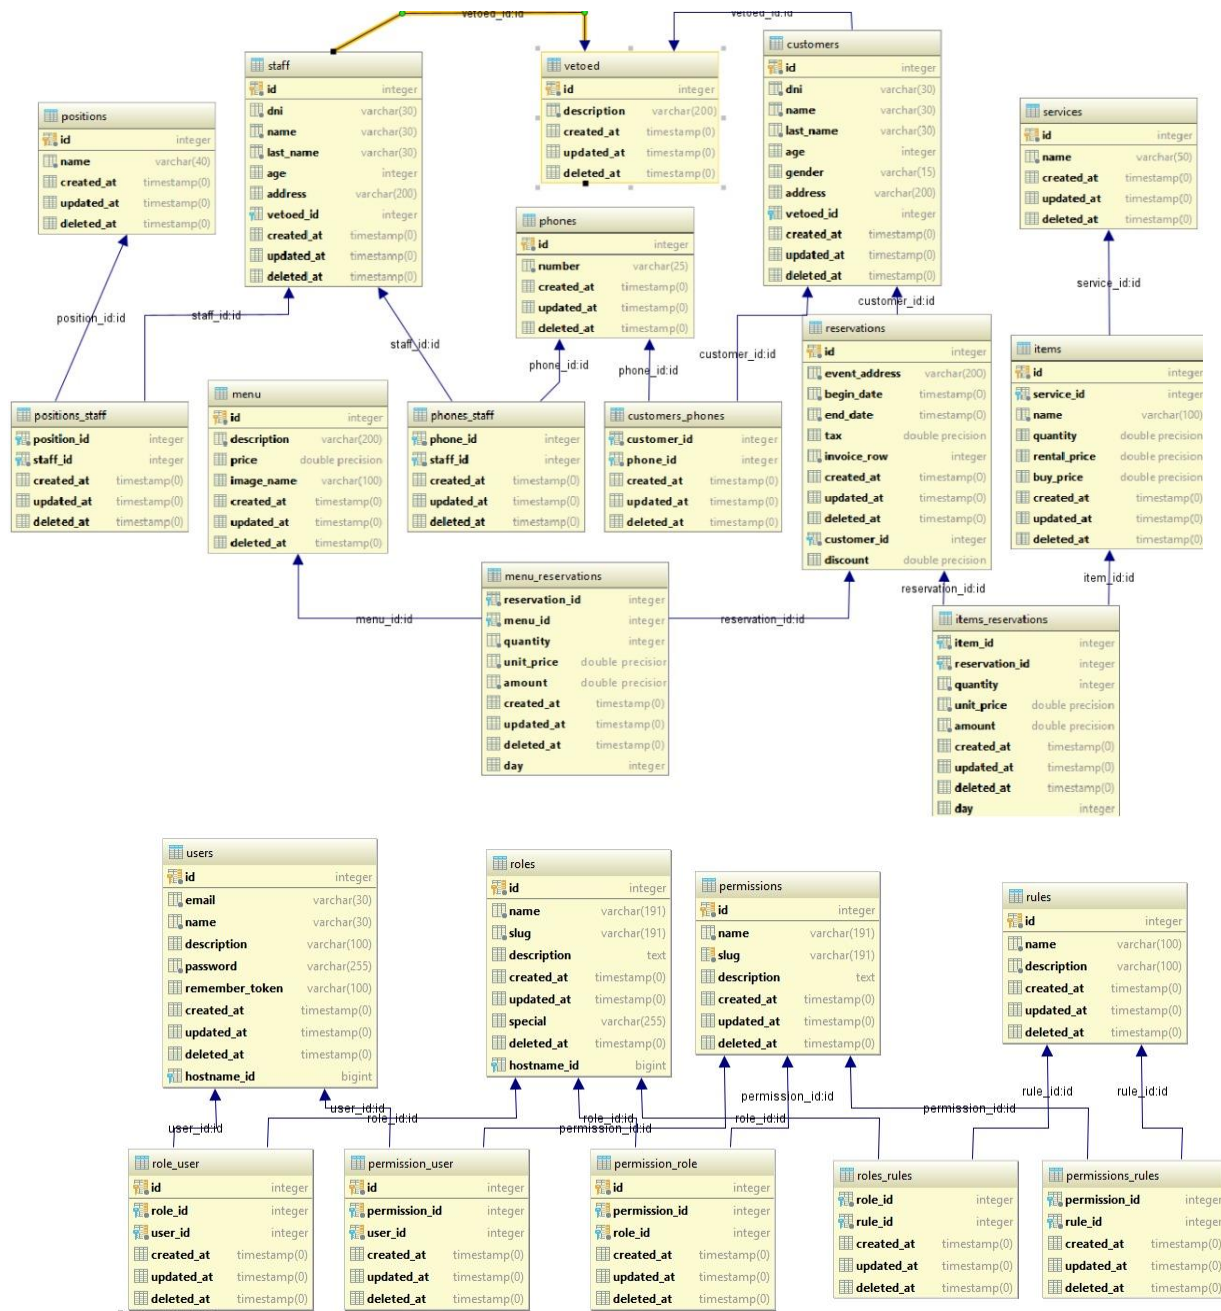 vetoed_id:id
vetoed_id:id
staff
id integer
dni varchar(30)
name varchar(30)
last_name varchar(30)
age integer
address varchar(200)
vetoed_id integer
created_at timestamp(0)
updated_at timestamp(0)
deleted_at timestamp(0)
vetoed
id integer
description varchar(200)
created_at timestamp(0)
updated_at timestamp(0)
deleted_at timestamp(0)
customers
id integer
dni varchar(30)
name varchar(30)
last_name varchar(30)
age integer
gender varchar(15)
address varchar(200)
vetoed_id integer
created_at timestamp(0)
updated_at timestamp(0)
deleted_at timestamp(0)
positions
id integer
name varchar(40)
created_at timestamp(0)
updated_at timestamp(0)
deleted_at timestamp(0)
services
id integer
name varchar(50)
created_at timestamp(0)
updated_at timestamp(0)
deleted_at timestamp(0)
phones
id integer
number varchar(25)
created_at timestamp(0)
updated_at timestamp(0)
deleted_at timestamp(0)
position_id:id
staff_id:id
staff_id:id
phone_id:id
phone_id:id
customer_id:id
customer_id:id
service_id:id
reservations
id integer
event_address varchar(200)
begin_date timestamp(0)
end_date timestamp(0)
tax double precision
invoice_row integer
created_at timestamp(0)
updated_at timestamp(0)
deleted_at timestamp(0)
customer_id integer
discount double precision
items
id integer
service_id integer
name varchar(100)
quantity double precision
rental_price double precision
buy_price double precision
created_at timestamp(0)
updated_at timestamp(0)
deleted_at timestamp(0)
positions_staff
position_id integer
staff_id integer
created_at timestamp(0)
updated_at timestamp(0)
deleted_at timestamp(0)
menu
id integer
description varchar(200)
price double precision
image_name varchar(100)
created_at timestamp(0)
updated_at timestamp(0)
deleted_at timestamp(0)
phones_staff
phone_id integer
staff_id integer
created_at timestamp(0)
updated_at timestamp(0)
deleted_at timestamp(0)
customers_phones
customer_id integer
phone_id integer
created_at timestamp(0)
updated_at timestamp(0)
deleted_at timestamp(0)
menu_id:id
reservation_id:id
reservation_id:id
item_id:id
menu_reservations
reservation_id integer
menu_id integer
quantity integer
unit_price double precision
amount double precision
created_at timestamp(0)
updated_at timestamp(0)
deleted_at timestamp(0)
day integer
items_reservations
item_id integer
reservation_id integer
quantity integer
unit_price double precision
amount double precision
created_at timestamp(0)
updated_at timestamp(0)
deleted_at timestamp(0)
day integer
users
id integer
email varchar(30)
name varchar(30)
description varchar(100)
password varchar(255)
remember_token varchar(100)
created_at timestamp(0)
updated_at timestamp(0)
deleted_at timestamp(0)
hostname_id bigint
roles
id integer
name varchar(191)
slug varchar(191)
description text
created_at timestamp(0)
updated_at timestamp(0)
special varchar(255)
deleted_at timestamp(0)
hostname_id bigint
permissions
id integer
name varchar(191)
slug varchar(191)
description text
created_at timestamp(0)
updated_at timestamp(0)
deleted_at timestamp(0)
rules
id integer
name varchar(100)
description varchar(100)
created_at timestamp(0)
updated_at timestamp(0)
deleted_at timestamp(0)
user_id:id
role_id:id
user_id:id
permission_id:id
role_id:id
permission_id:id
role_id:id
permission_id:id
rule_id:id
rule_id:id
role_user
id integer
role_id integer
user_id integer
created_at timestamp(0)
updated_at timestamp(0)
deleted_at timestamp(0)
permission_user
id integer
permission_id integer
user_id integer
created_at timestamp(0)
updated_at timestamp(0)
deleted_at timestamp(0)
permission_role
id integer
permission_id integer
role_id integer
created_at timestamp(0)
updated_at timestamp(0)
deleted_at timestamp(0)
roles_rules
role_id integer
rule_id integer
created_at timestamp(0)
updated_at timestamp(0)
deleted_at timestamp(0)
permissions_rules
permission_id integer
rule_id integer
created_at timestamp(0)
updated_at timestamp(0)
deleted_at timestamp(0)